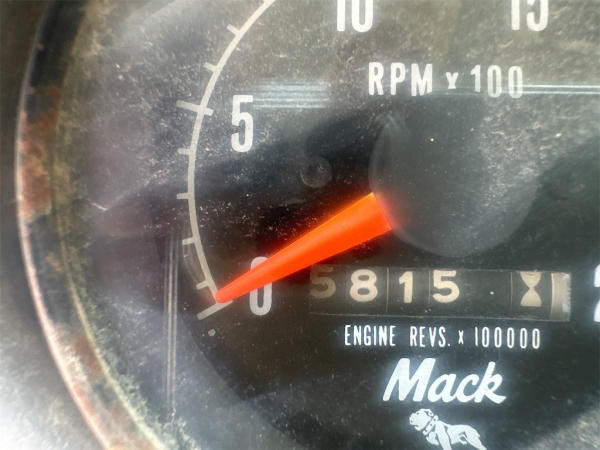 10 15
RPM x 100
5
0 5815
ENGINE REVS. x 100000
Mack